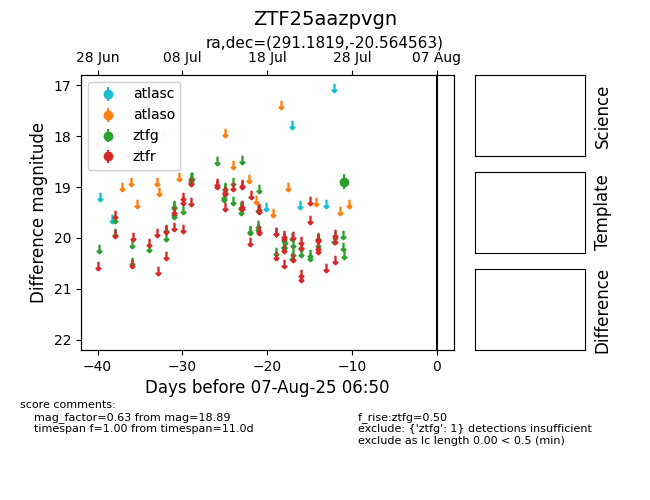 ZTF25aazpvgn
ra,dec=(291.1819,-20.564563)
28 Jun
08 Jul
18 Jul
28 Jul
07 Aug
atlasc
atlaso
ztfg
ztfr
17
18
19
20
21
22
Difference magnitude
−40
−30
−20
−10
0
Days before 07-Aug-25 06:50
Science
Template
Difference
score comments:
mag_factor=0.63 from mag=18.89
timespan f=1.00 from timespan=11.0d
f_rise:ztfg=0.50
exclude: {'ztfg': 1} detections insufficient
exclude as lc length 0.00 < 0.5 (min)